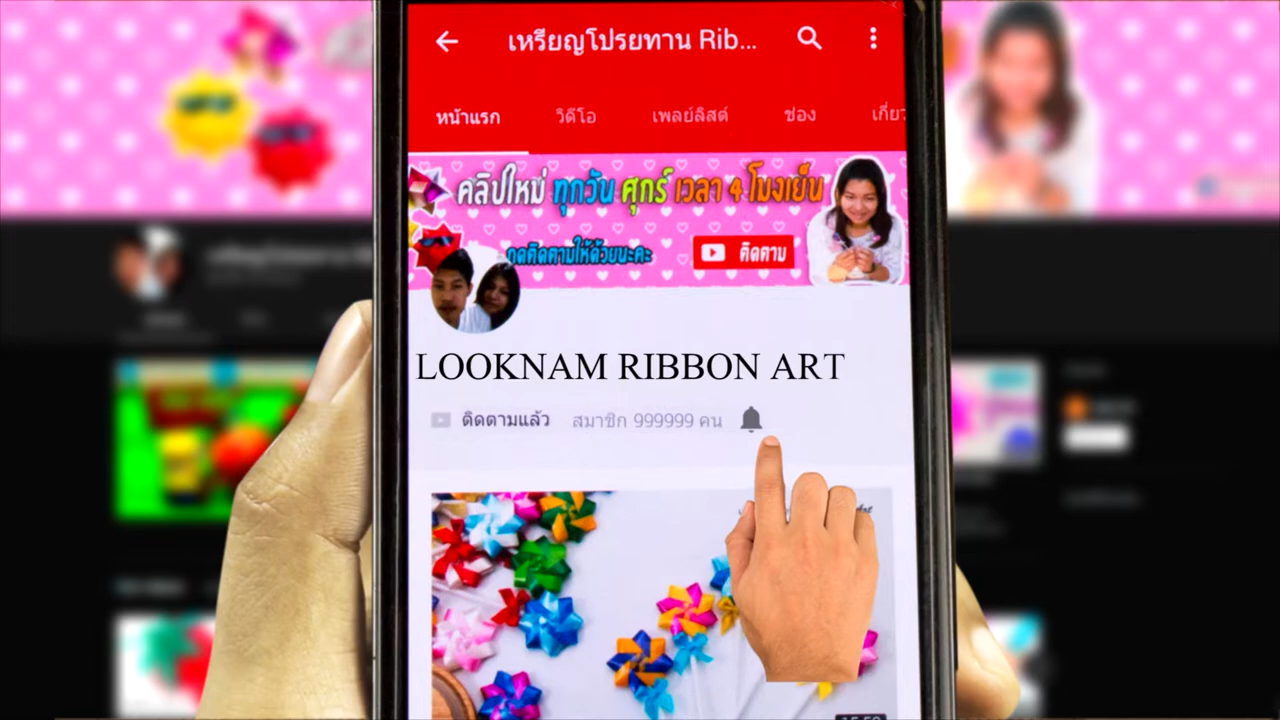 เหรียญโปรยทาน Rib...
หน้าแรก วิดีโอ เพลย์ลิสต์ ช่อง เกี่ยว
คลิปใหม่ ทุกวัน ศุกร์ เวลา 4 โมงเย็น
กดติดตามให้ด้วยนะคะ ติดตาม
LOOKNAM RIBBON ART
ติดตามแล้ว สมาชิก 999999 คน